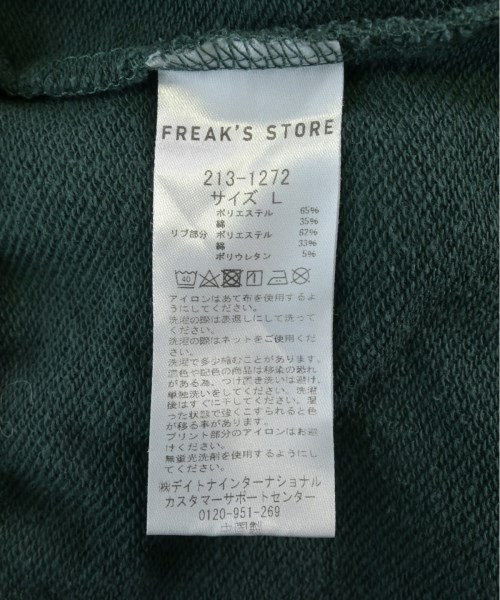 FREAK'S STORE
213-1272
サイズ L
ポリエステル 65%
綿 35%
リブ部分 ポリエステル 62%
綿 33%
ポリウレタン 5%
40
アイロンはあて布を使用するよ
うにしてください。
洗濯の際は裏返しにして洗って
ください。
洗濯の際はネットをご使用くだ
さい。
洗濯で多少縮むことがあります。
濃色や配色の商品は移染の恐れ
がある為、つけ置き洗いは避け、
単独洗いをしてください。洗濯
後はすぐに干してください。湿
った状態で強くこすられると色
が移る事があります。
プリント部分のアイロンはお避
けください。
無蛍光洗剤を使用するようにし
てください。
㈱デイトナインターナショナル
カスタマーサポートセンター
0120-951-269
中国製